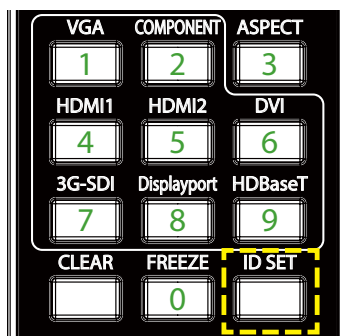 VGA COMPONENT ASPECT
1 2 3
HDMI1 HDMI2 DVI
4 5 6
3G-SDI Displayport HDBaseT
7 8 9
CLEAR FREEZE ID SET
0